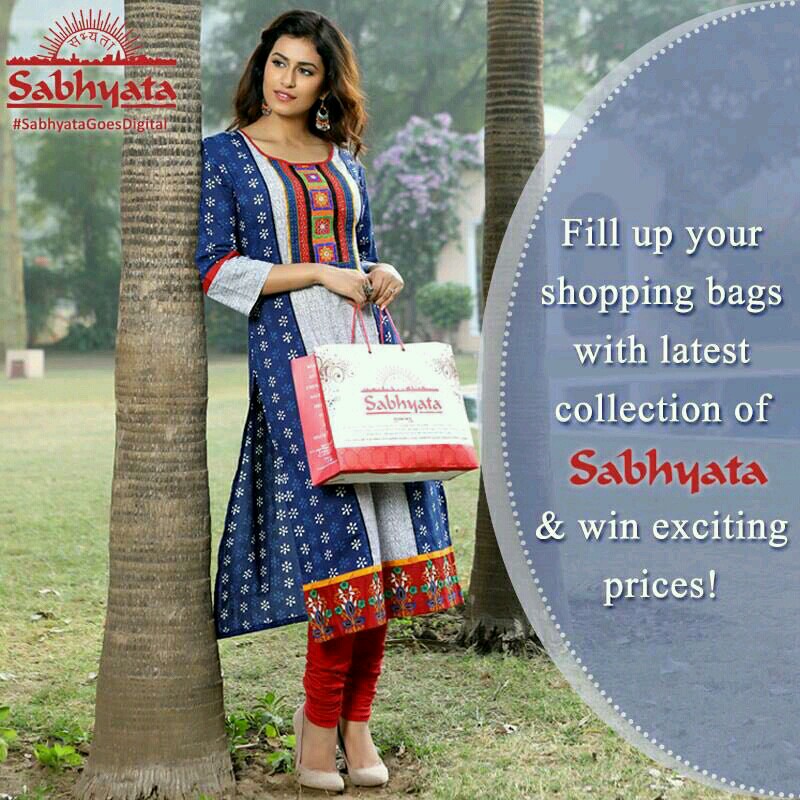 सभ्यता
Sabhyata
#SabhyataGoesDigital
Sabhyata
Fill up your
shopping bags
with latest
collection of
Sabhyata
& win exciting
prices!